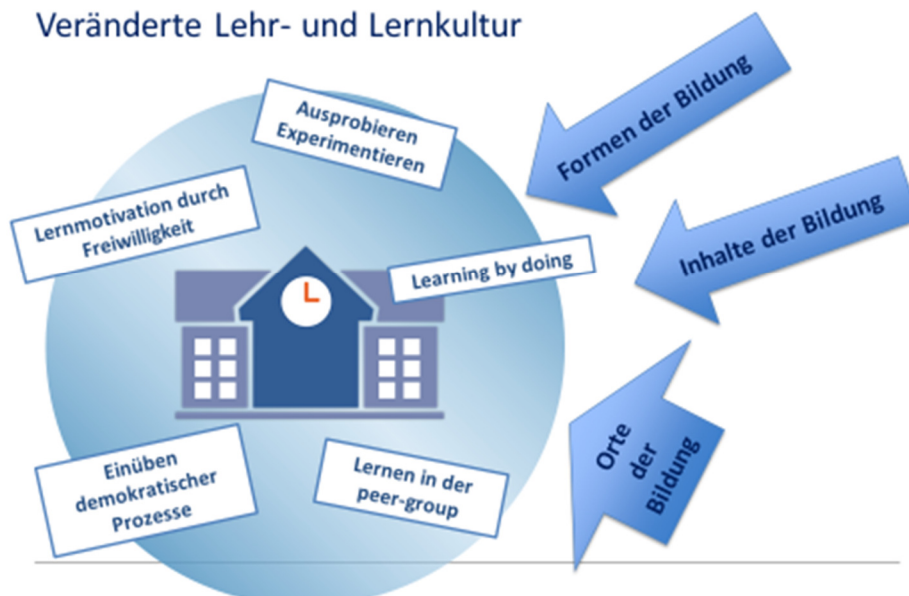 Veränderte Lehr- und Lernkultur
Ausprobieren
Experimentieren
Formen der Bildung
Lernmotivation durch
Freiwilligkeit
Inhalte der Bildung
Learning by doing
Einüben
demokratischer
Prozesse
Lernen in der
peer-group
Orte
der
Bildung